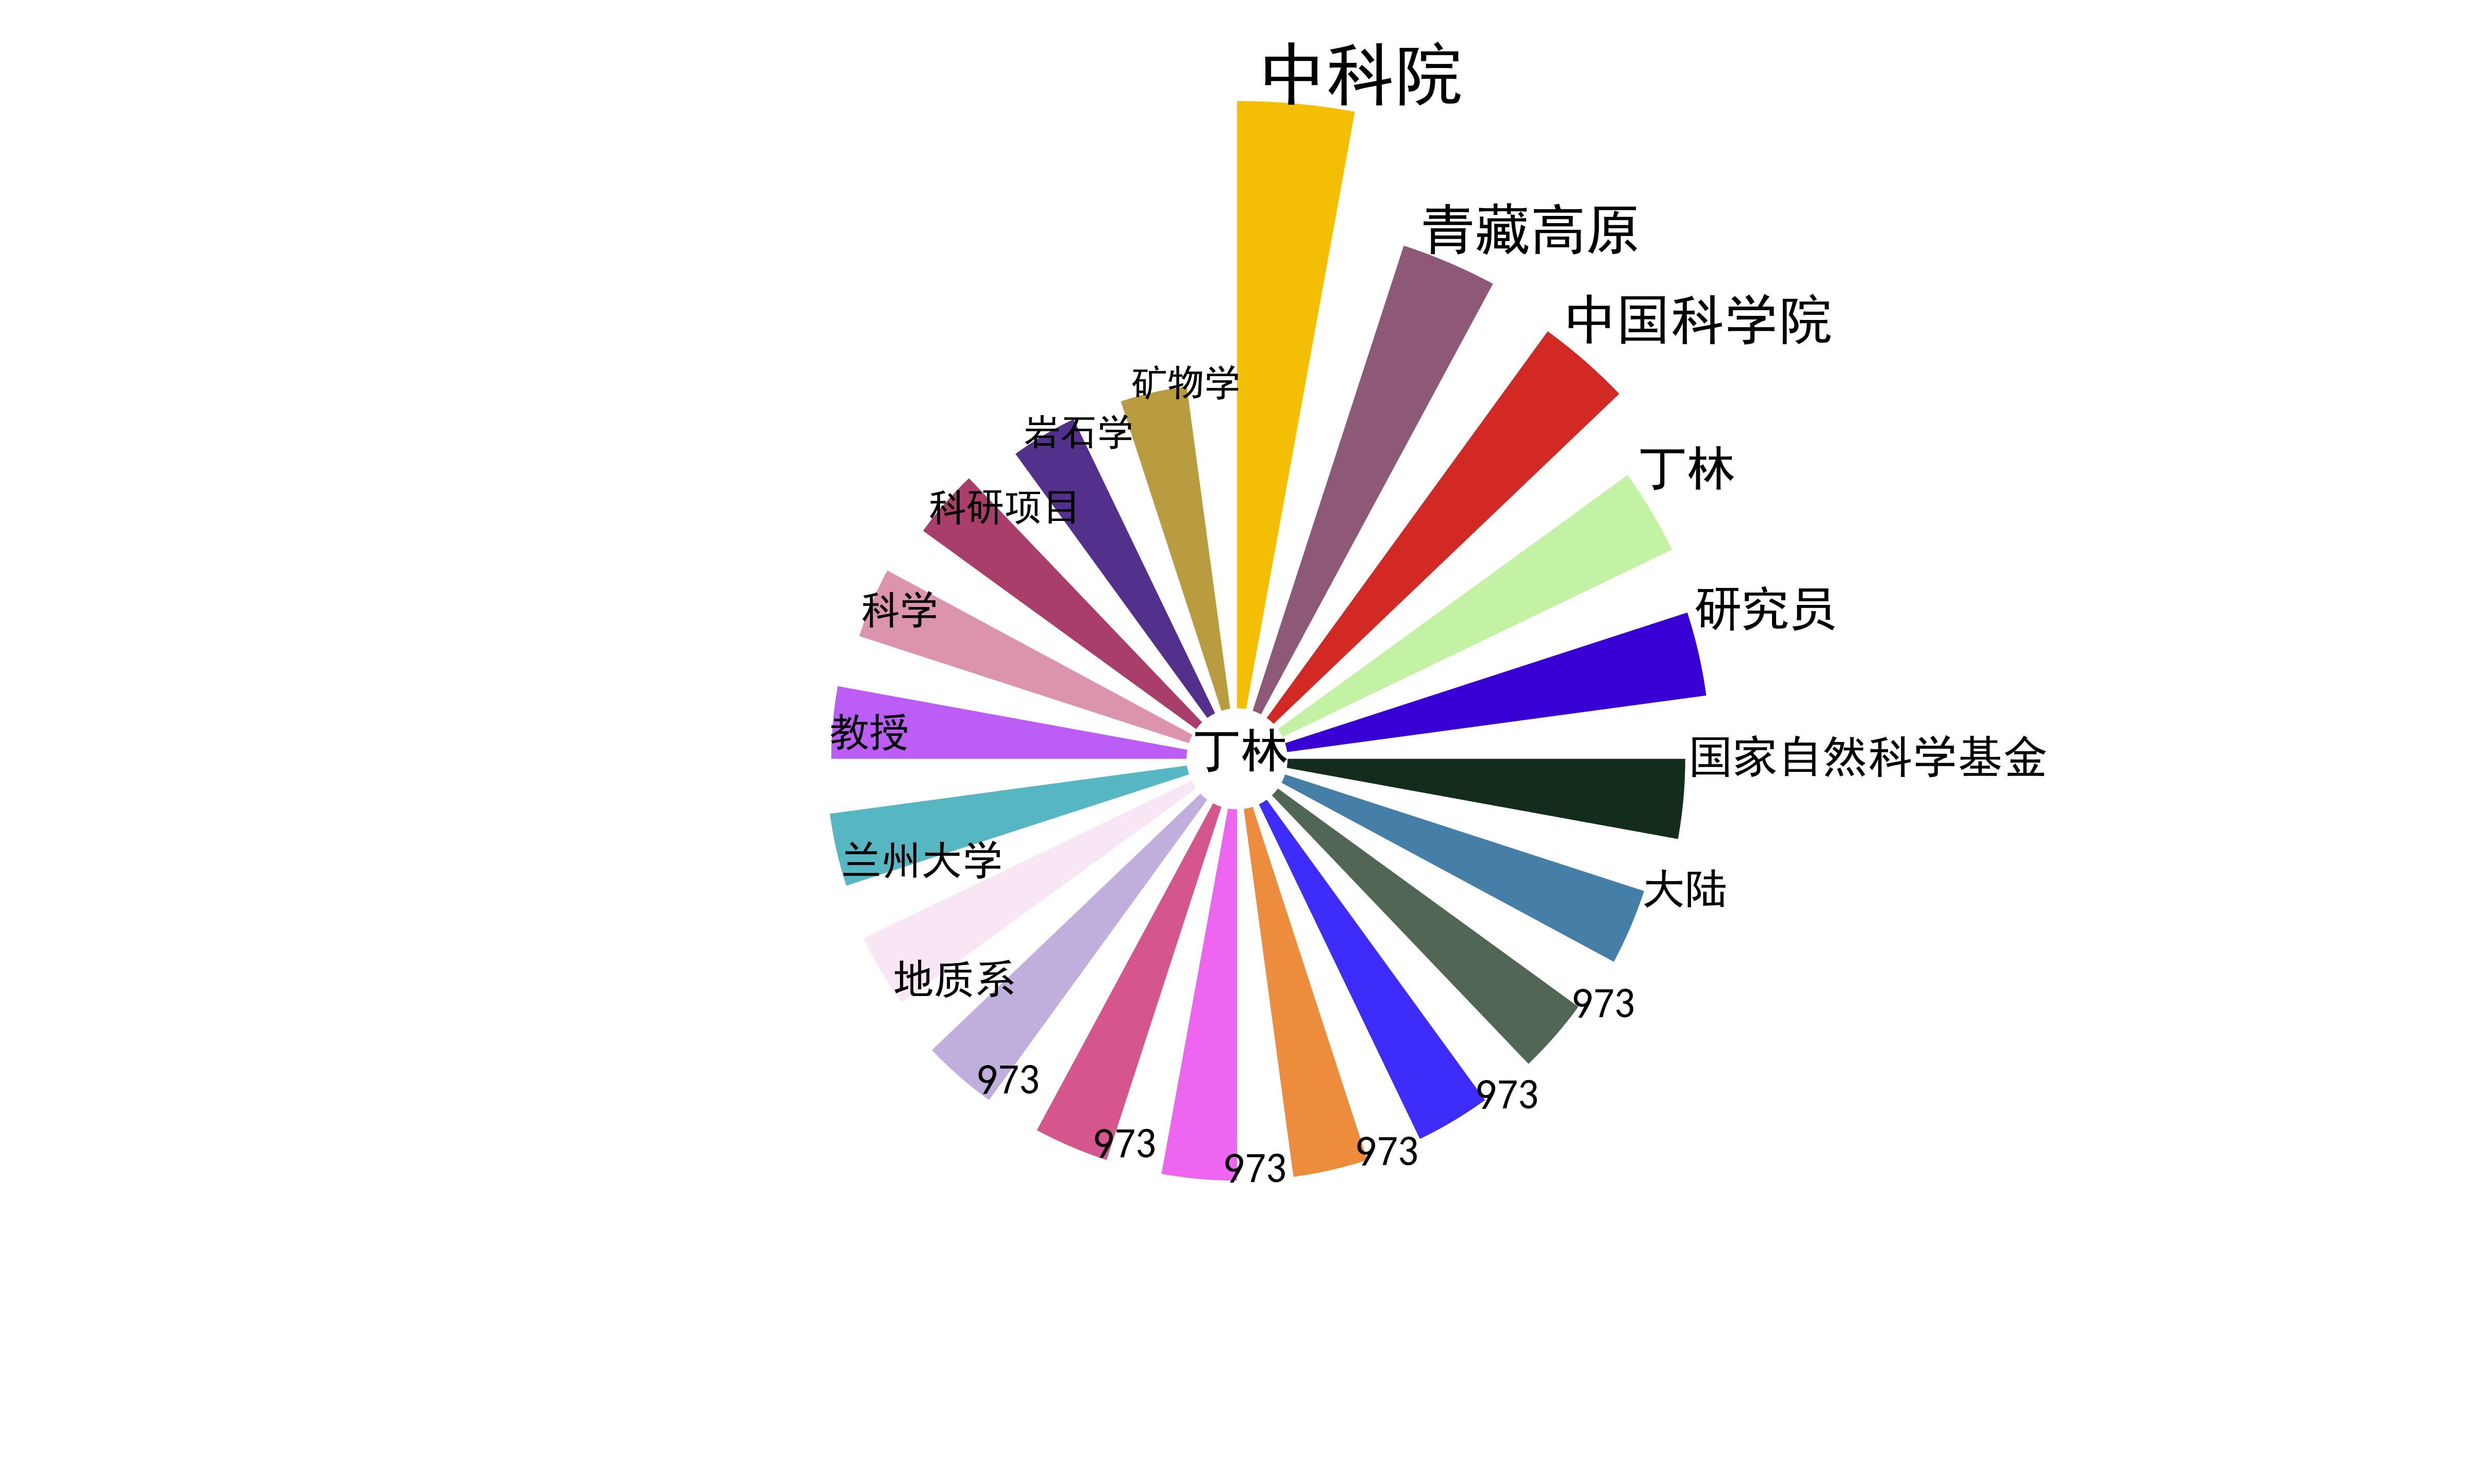 中科院
青藏高原
中国科学院
丁林
研究员
国家自然科学基金
大陆
973
973
973
973
973
973
地质系
兰州大学
教授
科学
科研项目
岩石学
矿物学
丁林